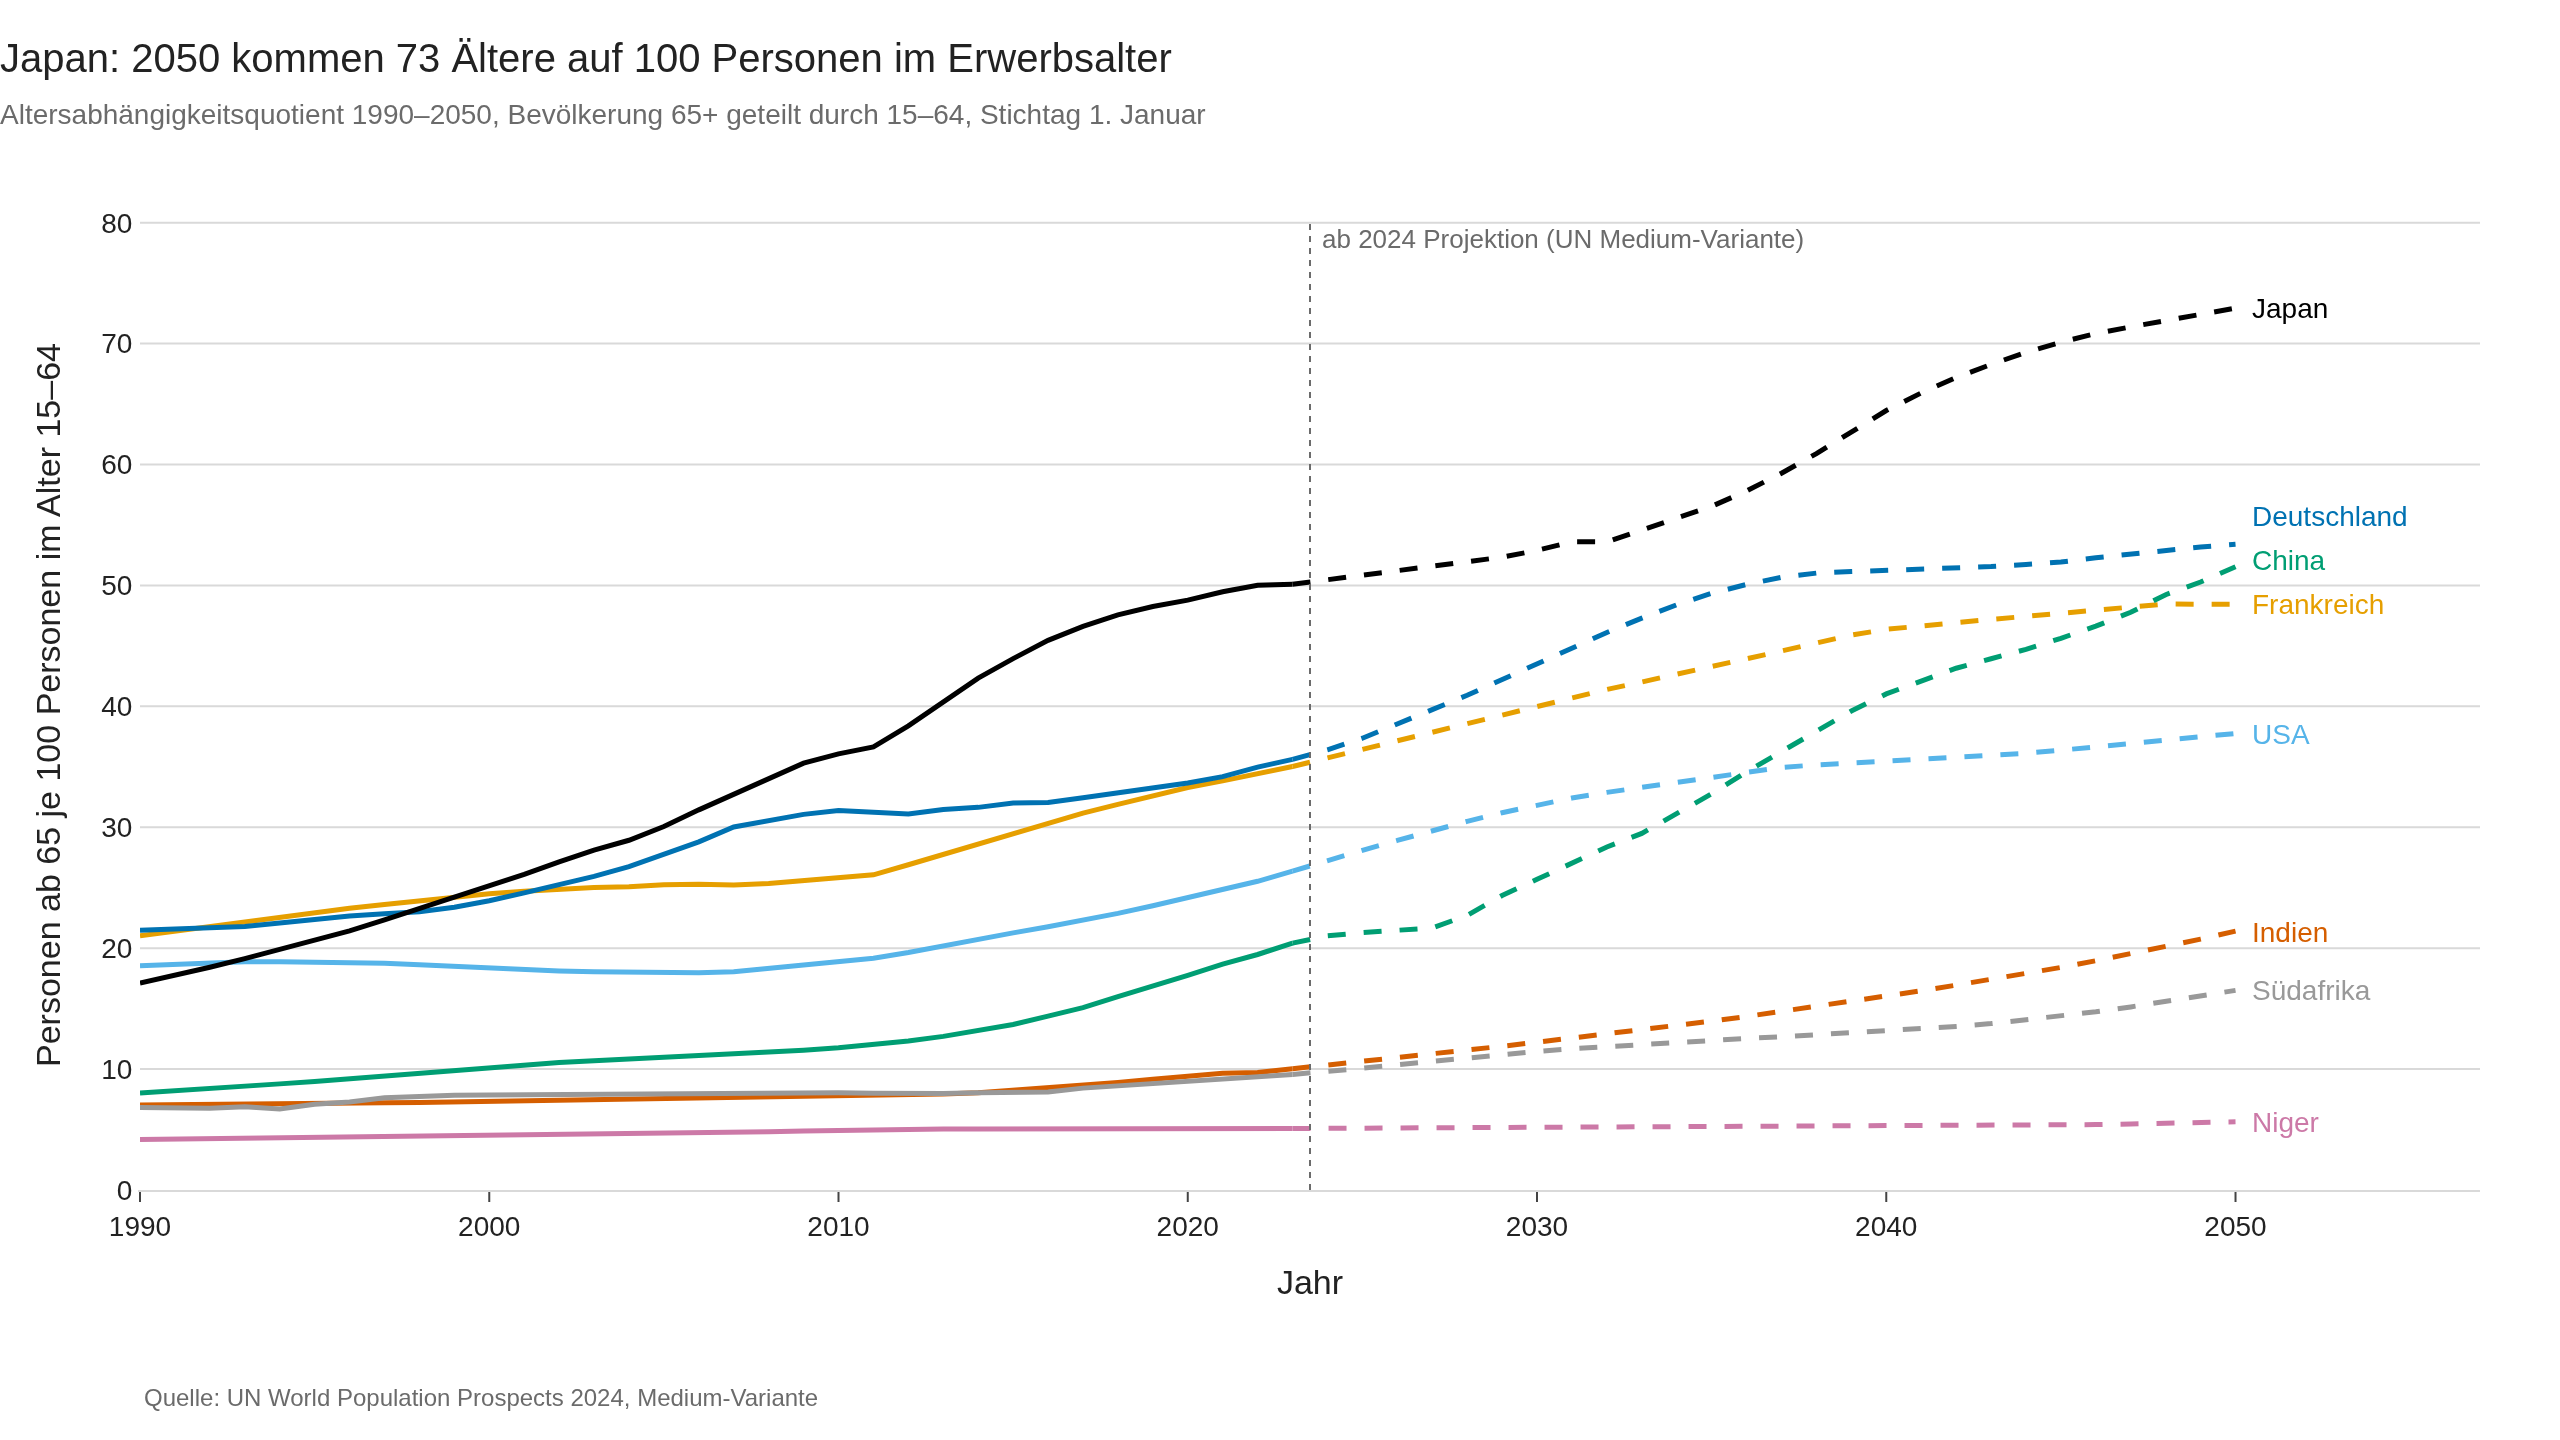 Japan: 2050 kommen 73 Ältere auf 100 Personen im Erwerbsalter
Altersabhängigkeitsquotient 1990–2050, Bevölkerung 65+ geteilt durch 15–64, Stichtag 1. Januar
Personen ab 65 je 100 Personen im Alter 15–64
80
70
60
50
40
30
20
10
0
ab 2024 Projektion (UN Medium-Variante)
Japan
Deutschland
China
Frankreich
USA
Indien
Südafrika
Niger
1990
2000
2010
2020
2030
2040
2050
Jahr
Quelle: UN World Population Prospects 2024, Medium-Variante